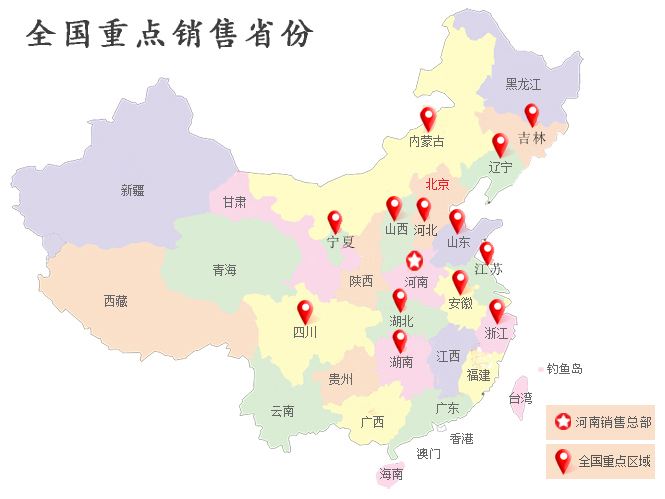 全国重点销售省份
黑龙江
吉林
内蒙古
辽宁
北京
新疆
甘肃
山西
河北
宁夏
山东
青海
江苏
陕西
河南
西藏
安徽
四川
湖北
浙江
湖南
江西
钓鱼岛
贵州
福建
台湾
云南
广西
广东
河南销售总部
香港
澳门
全国重点区域
海南